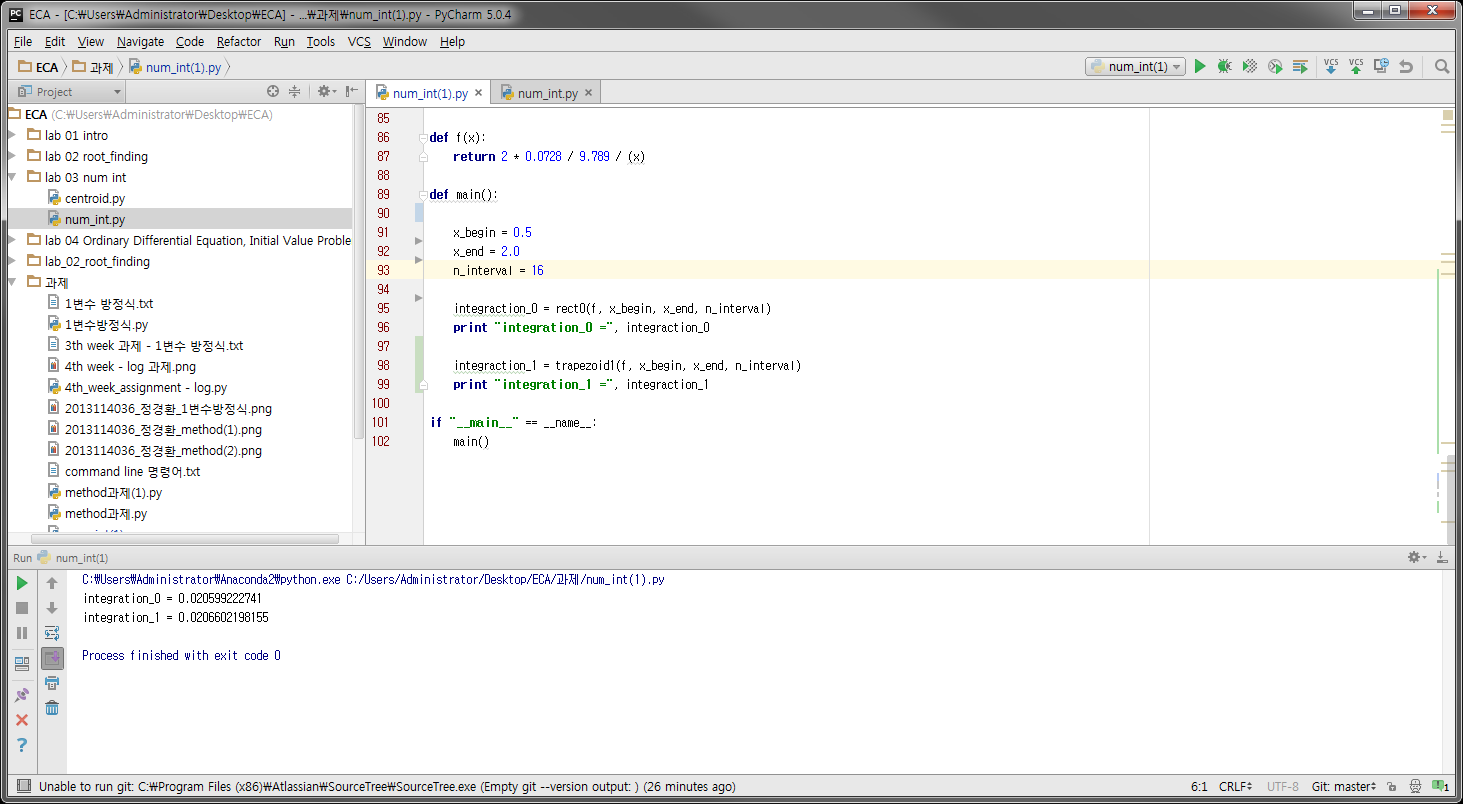 PC ECA - [C:₩Users₩Administrator₩Desktop₩ECA] - ...₩과제₩num_int(1).py - PyCharm 5.0.4
File Edit View Navigate Code Refactor Run Tools VCS Window Help
ECA 과제 num_int(1).py num_int(1) VCS VCS
Project num_int(1).py num_int.py
ECA (C:₩Users₩Administrator₩Desktop₩ECA)
lab 01 intro
lab 02 root_finding
lab 03 num int
centroid.py
num_int.py
lab 04 Ordinary Differential Equation, Initial Value Proble
lab_02_root_finding
과제
1변수 방정식.txt
1변수방정식.py
3th week 과제 - 1변수 방정식.txt
4th week - log 과제.png
4th_week_assignment - log.py
2013114036_정경환_1변수방정식.png
2013114036_정경환_method(1).png
2013114036_정경환_method(2).png
command line 명령어.txt
method과제(1).py
method과제.py
85
86 def f(x):
87 return 2 * 0.0728 / 9.789 / (x)
88
89 def main():
90
91 x_begin = 0.5
92 x_end = 2.0
93 n_interval = 16
94
95 integraction_0 = rect0(f, x_begin, x_end, n_interval)
96 print "integration_0 =", integraction_0
97
98 integraction_1 = trapezoid1(f, x_begin, x_end, n_interval)
99 print "integration_1 =", integraction_1
100
101 if "__main__" == __name__:
102 main()
Run num_int(1)
C:₩Users₩Administrator₩Anaconda2₩python.exe C:/Users/Administrator/Desktop/ECA/과제/num_int(1).py
integration_0 = 0.020599222741
integration_1 = 0.0206602198155
Process finished with exit code 0
Unable to run git: C:₩Program Files (x86)₩Atlassian₩SourceTree₩SourceTree.exe (Empty git --version output: ) (26 minutes ago) 6:1 CRLF UTF-8 Git: master 1